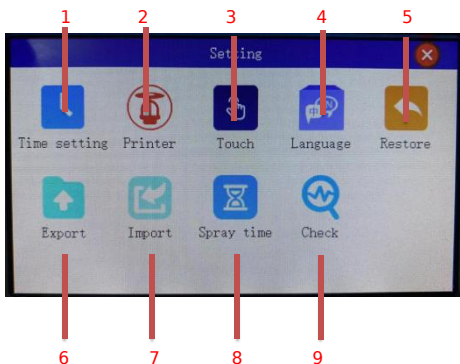 1 2 3 4 5
Setting
Time setting Printer Touch Language Restore
Export Import Spray time Check
6 7 8 9